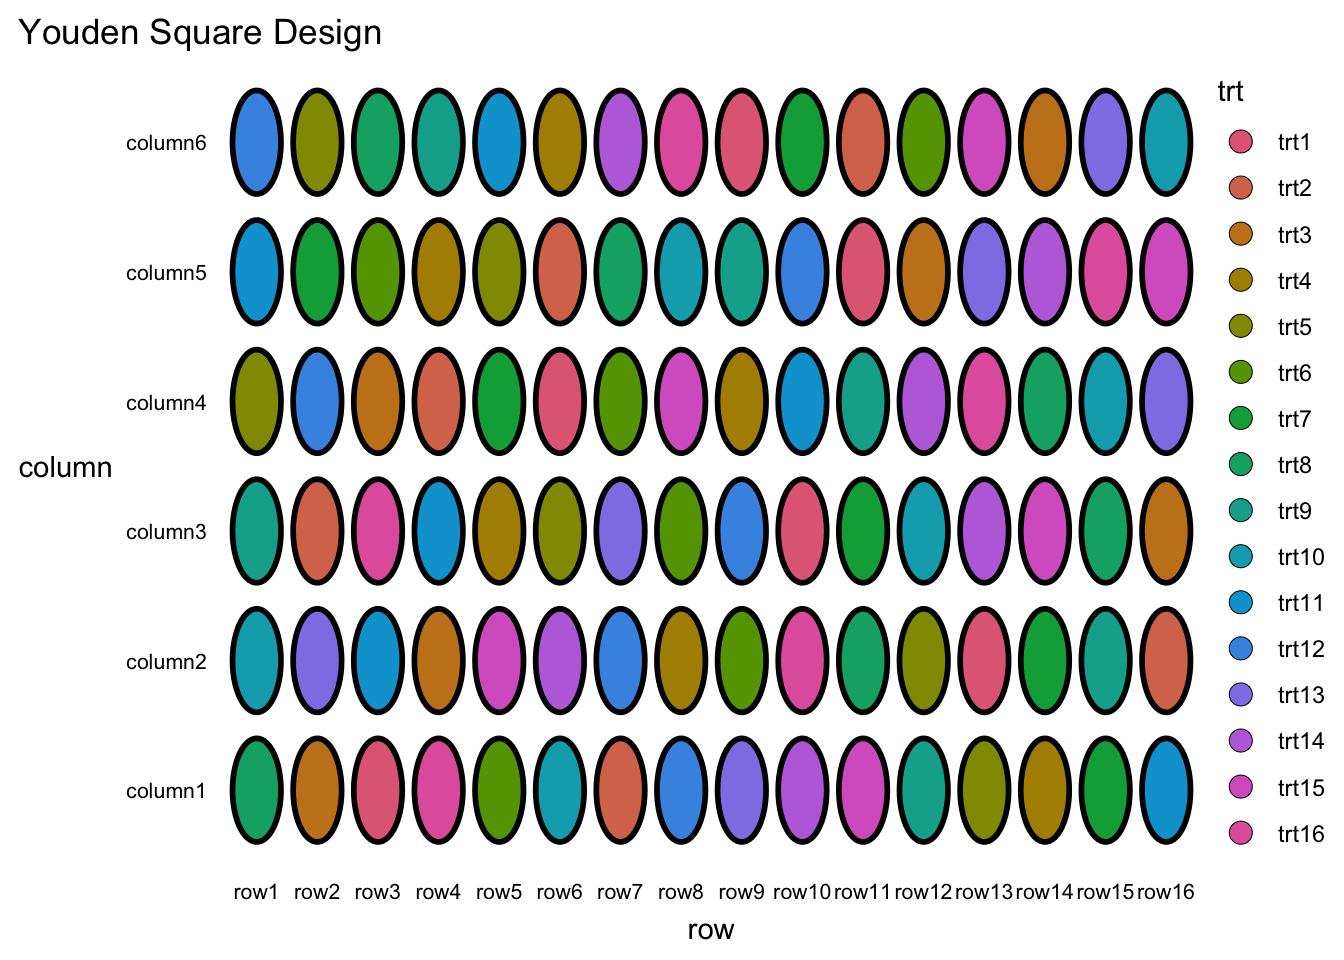 Youden Square Design
column6
column5
column4
column
column3
column2
column1
row1 row2 row3 row4 row5 row6 row7 row8 row9 row10 row11 row12 row13 row14 row15 row16
row
trt
trt1
trt2
trt3
trt4
trt5
trt6
trt7
trt8
trt9
trt10
trt11
trt12
trt13
trt14
trt15
trt16